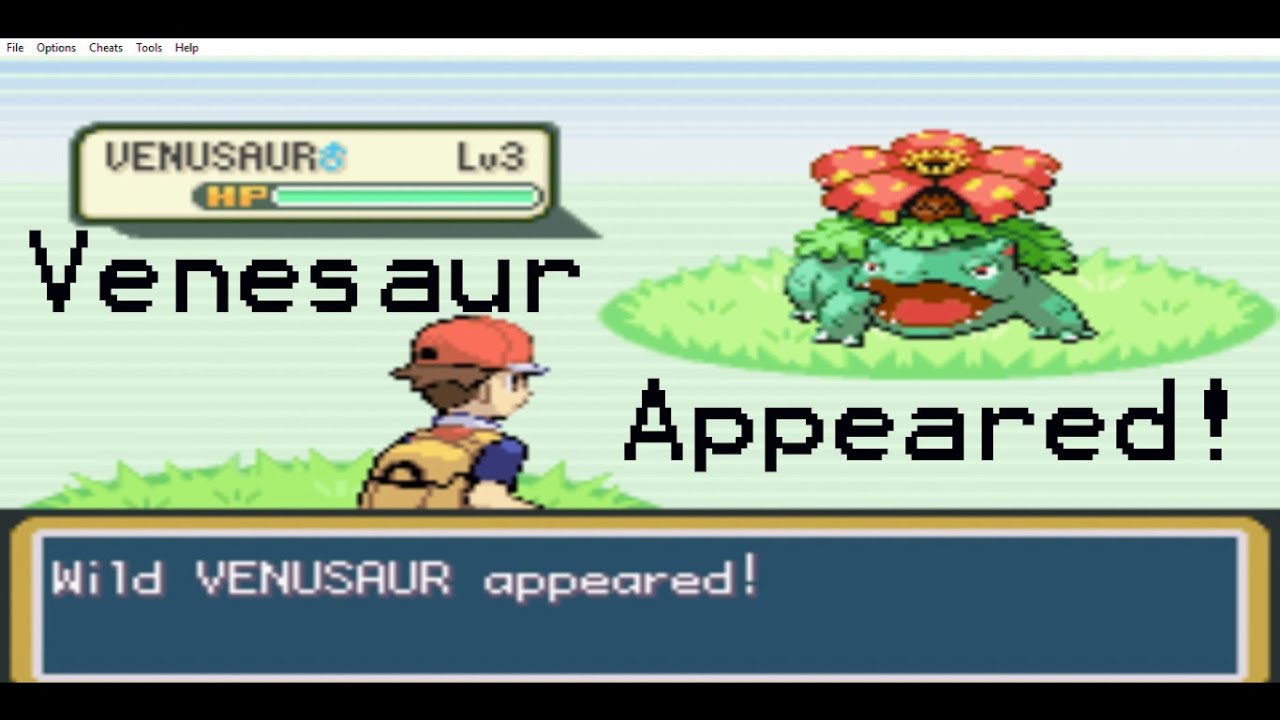 File Options Cheats Tools Help
VENUSAUR♂ Lv3
HP
Venesaur
Appeared!
Wild VENUSAUR appeared!